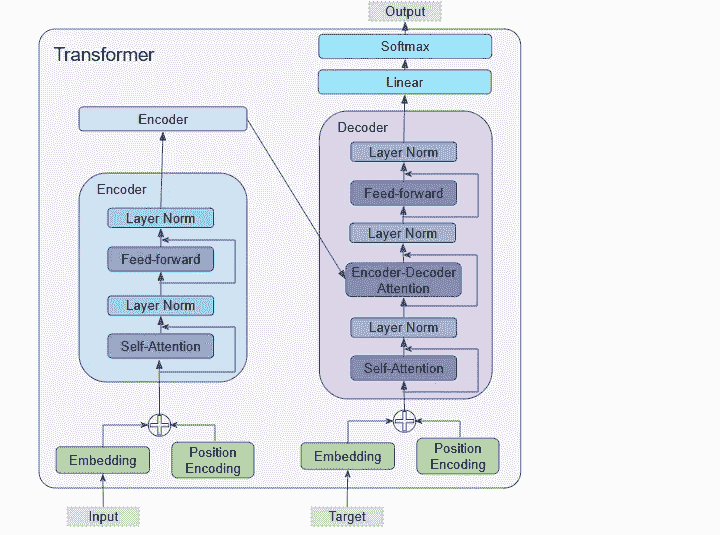 Output
Transformer
Softmax
Linear
Encoder
Encoder
Layer Norm
Feed-forward
Layer Norm
Self-Attention
Decoder
Layer Norm
Feed-forward
Layer Norm
Encoder-Decoder
Attention
Layer Norm
Self-Attention
Embedding
Position
Encoding
Embedding
Position
Encoding
Input
Target